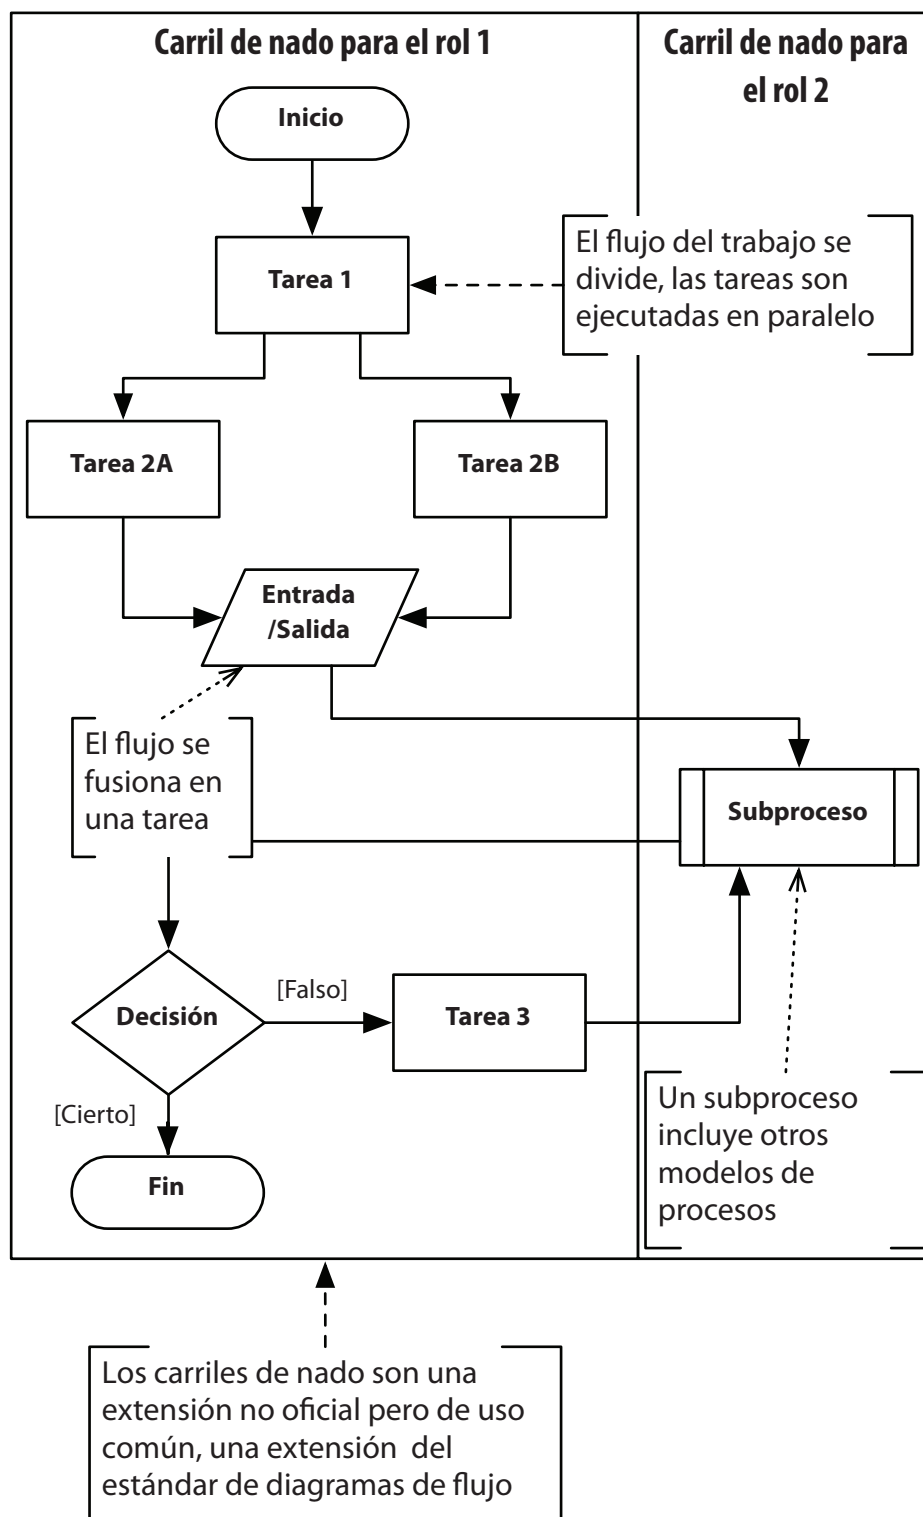 Carril de nado para el rol 1
Carril de nado para
el rol 2
Inicio
Tarea 1
El flujo del trabajo se
divide, las tareas son
ejecutadas en paralelo
Tarea 2A
Tarea 2B
Entrada
/Salida
El flujo se
fusiona en
una tarea
Subproceso
Decisión
[Falso]
Tarea 3
[Cierto]
Fin
Un subproceso
incluye otros
modelos de
procesos
Los carriles de nado son una
extensión no oficial pero de uso
común, una extensión del
estándar de diagramas de flujo